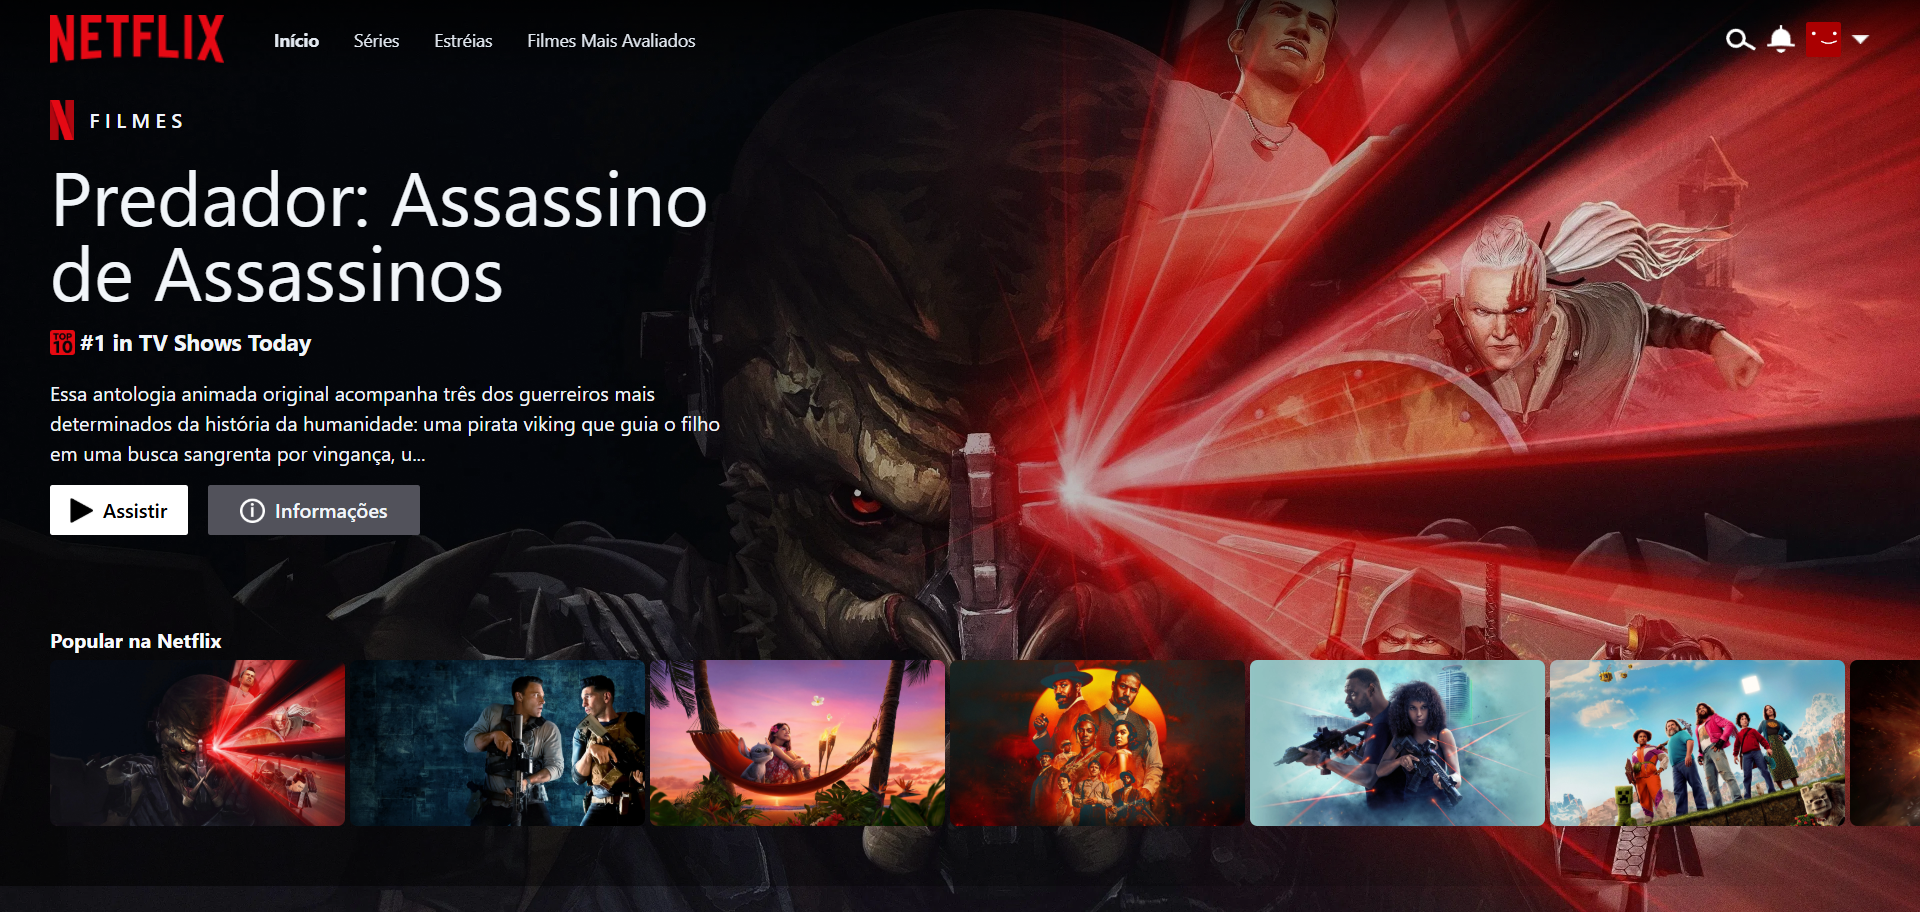 NETFLIX
Início Séries Estréias Filmes Mais Avaliados
N FILMES
Predador: Assassino
de Assassinos
TOP 10 #1 in TV Shows Today
Essa antologia animada original acompanha três dos guerreiros mais
determinados da história da humanidade: uma pirata viking que guia o filho
em uma busca sangrenta por vingança, u...
Assistir Informações
Popular na Netflix